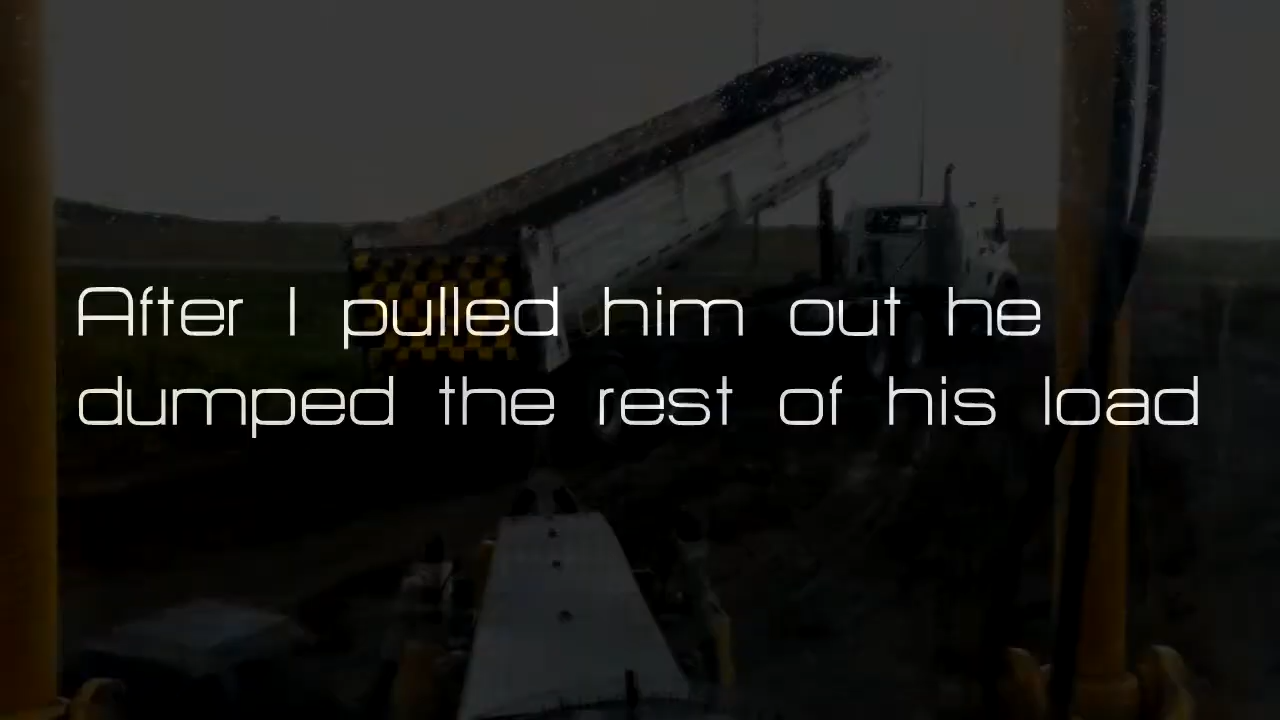 After I pulled him out he
dumped the rest of his load